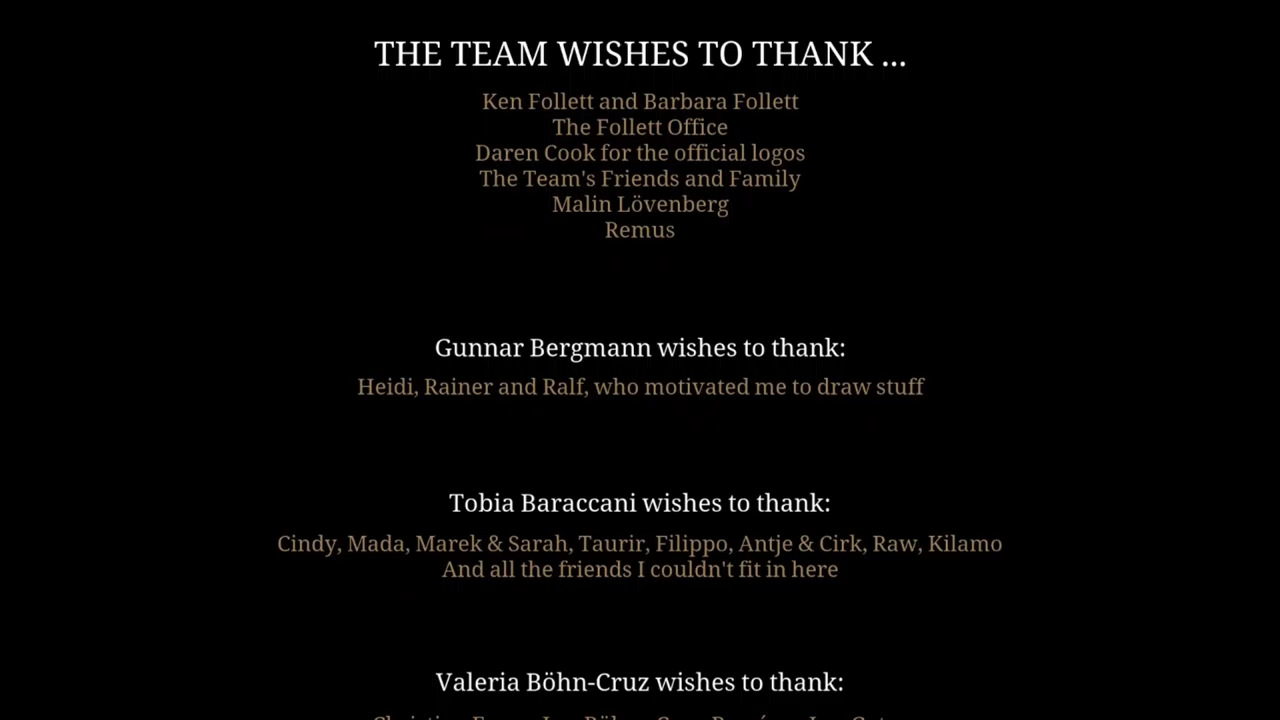 THE TEAM WISHES TO THANK ...
Ken Follett and Barbara Follett
The Follett Office
Daren Cook for the official logos
The Team's Friends and Family
Malin Lövenberg
Remus
Gunnar Bergmann wishes to thank:
Heidi, Rainer and Ralf, who motivated me to draw stuff
Tobia Baraccani wishes to thank:
Cindy, Mada, Marek & Sarah, Taurir, Filippo, Antje & Cirk, Raw, Kilamo
And all the friends I couldn't fit in here
Valeria Böhn-Cruz wishes to thank: